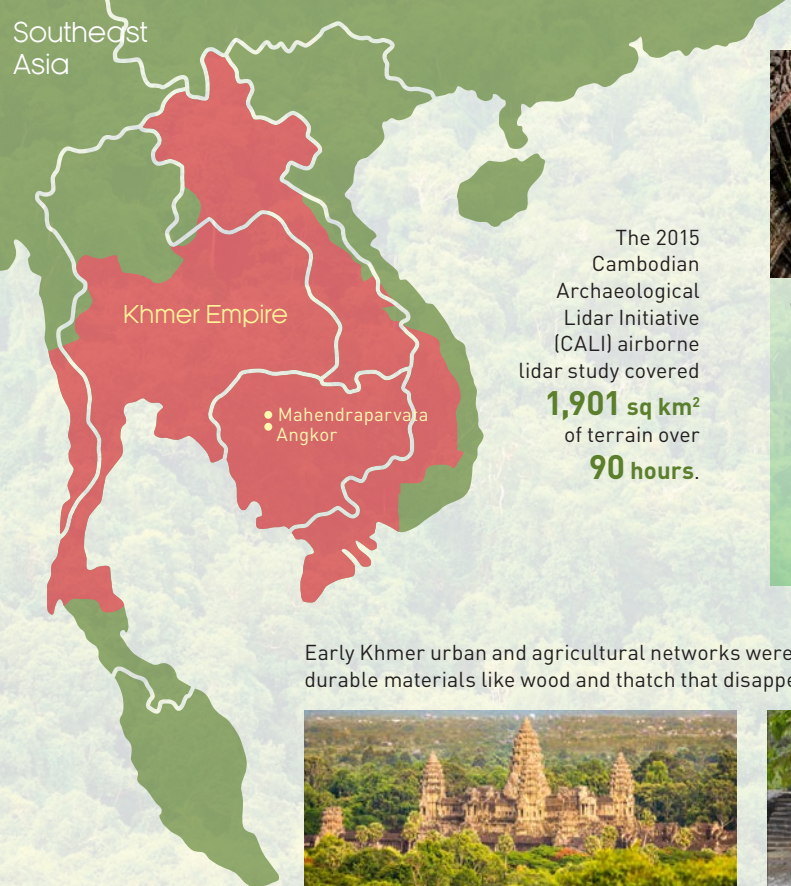 Southeast
Asia
Khmer Empire
Mahendraparvata
Angkor
The 2015
Cambodian
Archaeological
Lidar Initiative
(CALI) airborne
lidar study covered
1,901 sq km²
of terrain over
90 hours.
Early Khmer urban and agricultural networks were
durable materials like wood and thatch that